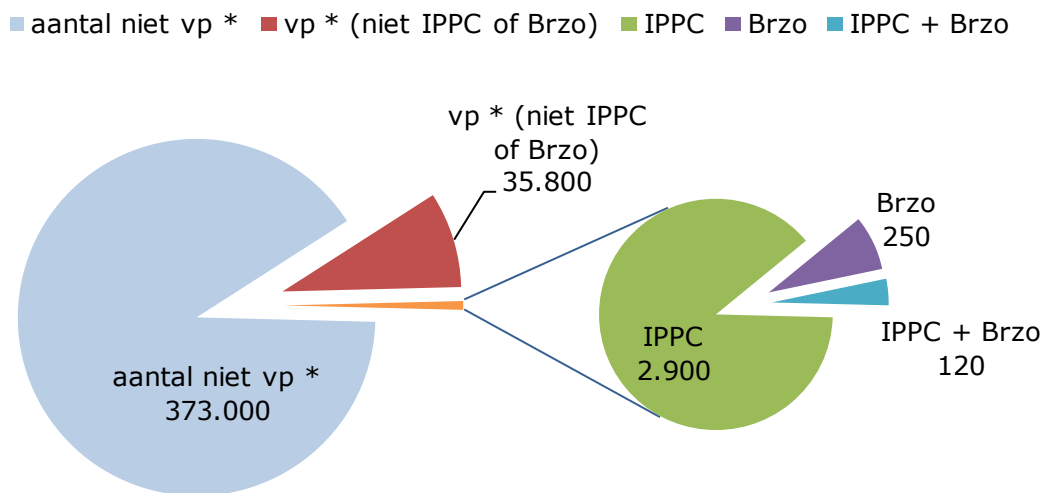 aantal niet vp * vp * (niet IPPC of Brzo) IPPC Brzo IPPC + Brzo
vp * (niet IPPC
of Brzo)
35.800
aantal niet vp *
373.000
IPPC
2.900
Brzo
250
IPPC + Brzo
120